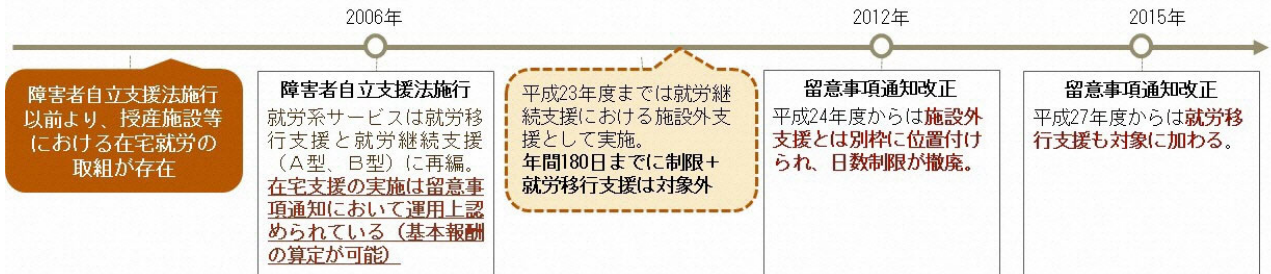 2006年
2012年
2015年
障害者自立支援法施行
以前より、授産施設等
における在宅就労の
取組が存在
障害者自立支援法施行
就労系サービスは就労移
行支援と就労継続支援
（Ａ型、Ｂ型）に再編。
在宅支援の実施は留意事
項通知において運用上認
められている（基本報酬
の算定が可能）
平成23年度までは就労継
続支援における施設外支
援として実施。
年間180日までに制限＋
就労移行支援は対象外
留意事項通知改正
平成24年度からは施設外
支援とは別枠に位置付け
られ、日数制限が撤廃。
留意事項通知改正
平成27年度からは就労移
行支援も対象に加わる。